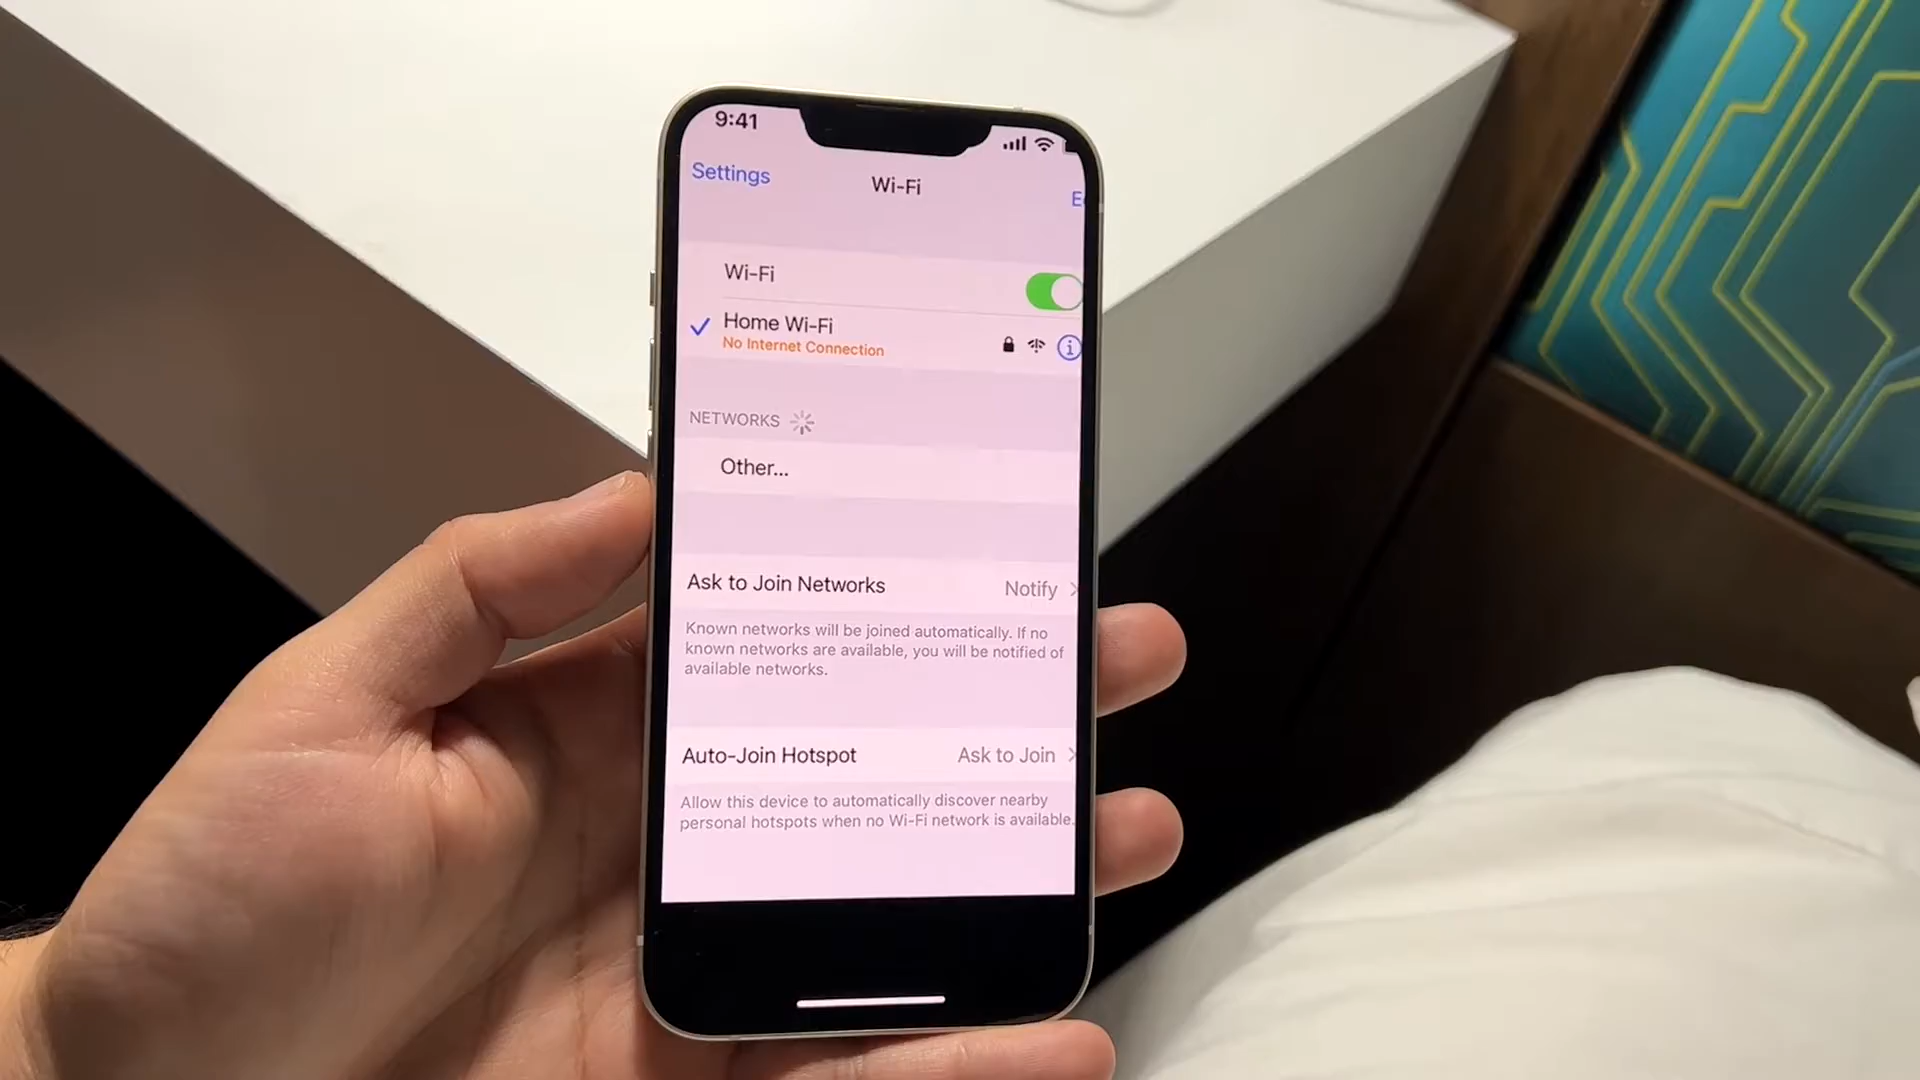 9:41
Settings
Wi-Fi
Wi-Fi
Home Wi-Fi
No Internet Connection
NETWORKS
Other...
Ask to Join Networks
Notify
Known networks will be joined automatically. If no
known networks are available, you will be notified of
available networks.
Auto-Join Hotspot
Ask to Join
Allow this device to automatically discover nearby
personal hotspots when no Wi-Fi network is available.